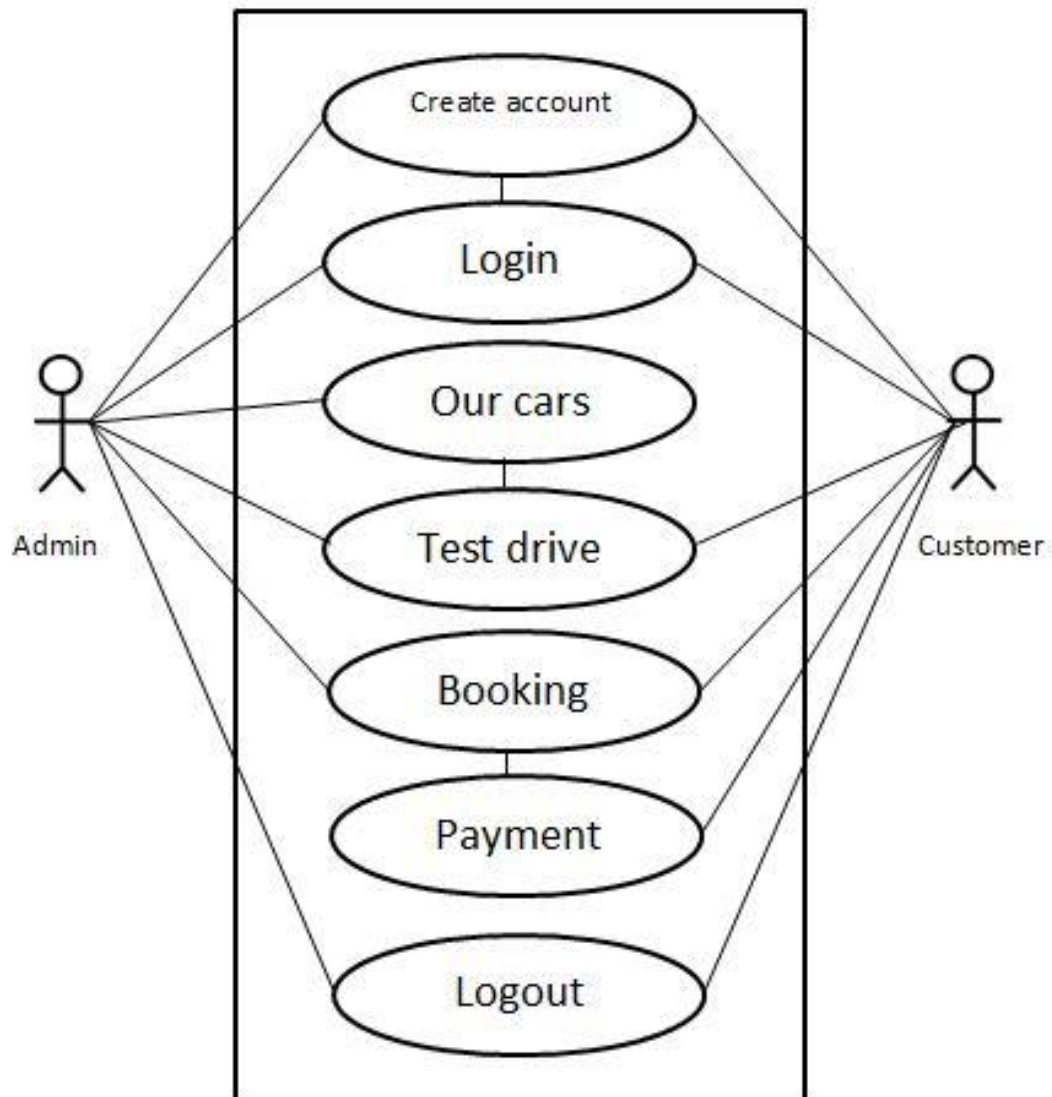 Create account
Login
Our cars
Test drive
Admin
Customer
Booking
Payment
Logout